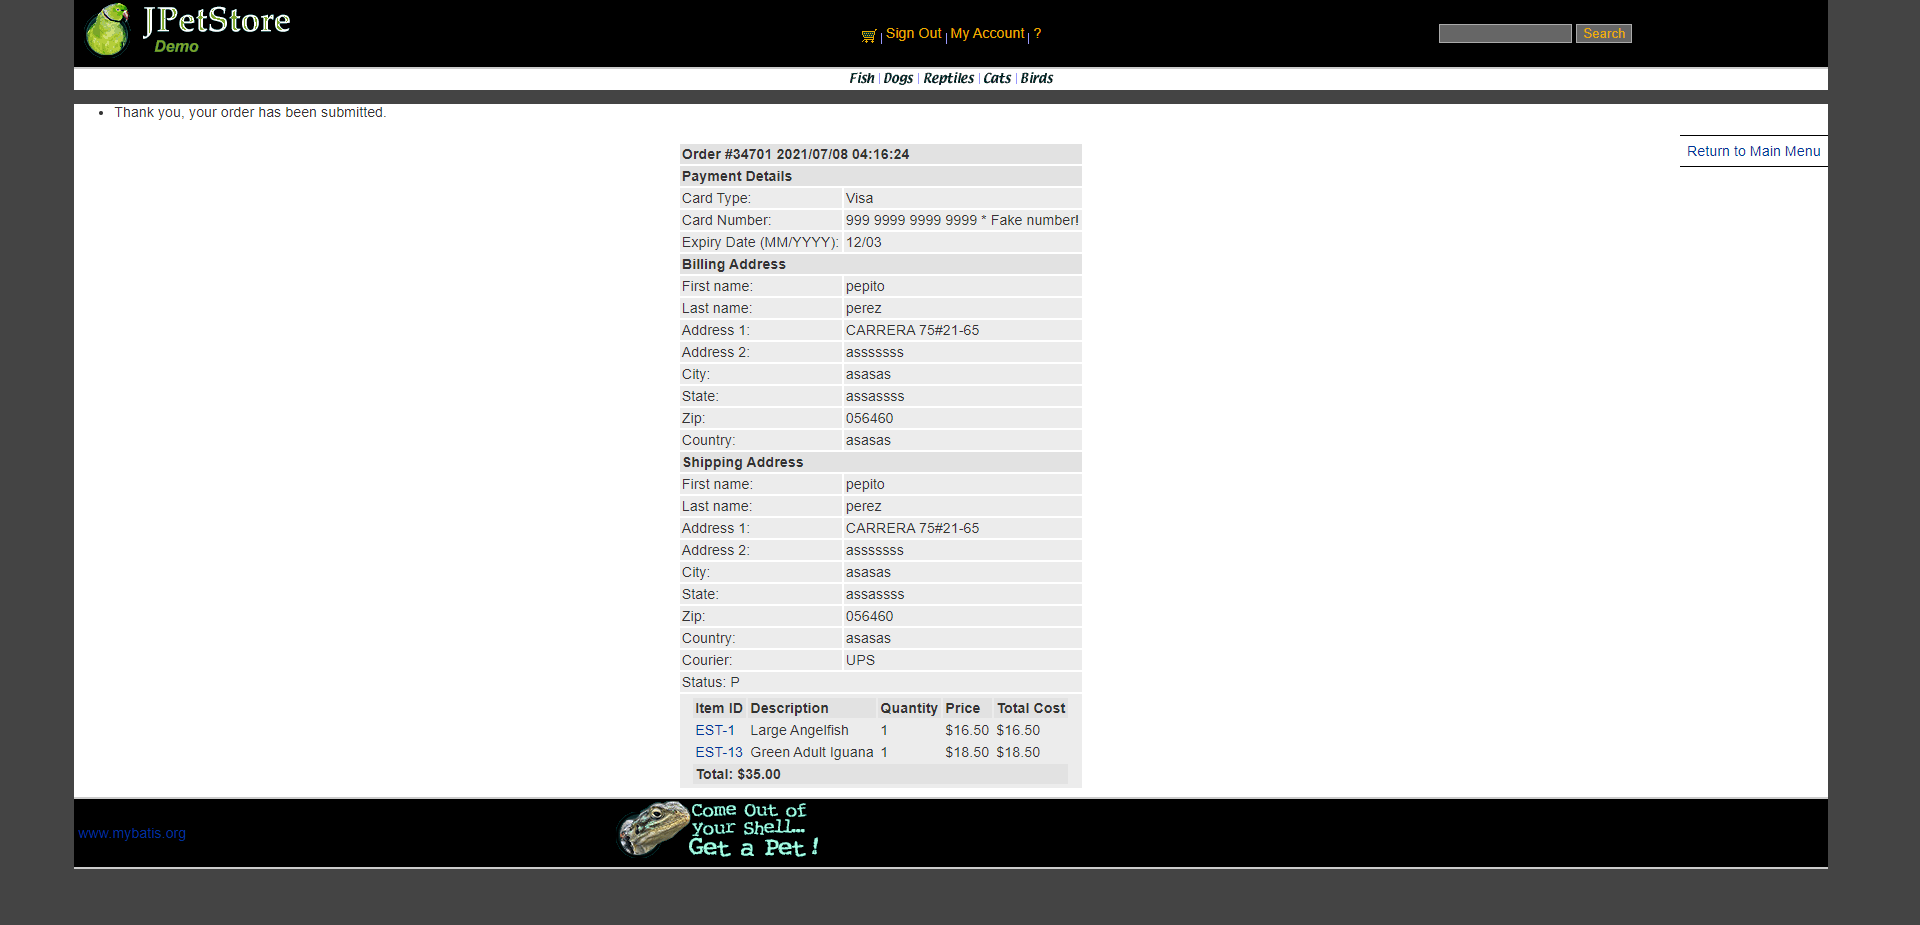 JPetStore
Demo
Sign Out | My Account | ?
Search
Fish | Dogs | Reptiles | Cats | Birds
Thank you, your order has been submitted.
Return to Main Menu
Order #34701 2021/07/08 04:16:24
Payment Details
Card Type: Visa
Card Number: 999 9999 9999 9999 * Fake number!
Expiry Date (MM/YYYY): 12/03
Billing Address
First name: pepito
Last name: perez
Address 1: CARRERA 75#21-65
Address 2: asssssss
City: asasas
State: assassss
Zip: 056460
Country: asasas
Shipping Address
First name: pepito
Last name: perez
Address 1: CARRERA 75#21-65
Address 2: asssssss
City: asasas
State: assassss
Zip: 056460
Country: asasas
Courier: UPS
Status: P
Item ID Description Quantity Price Total Cost
EST-1 Large Angelfish 1 $16.50 $16.50
EST-13 Green Adult Iguana 1 $18.50 $18.50
Total: $35.00
www.mybatis.org
Come Out of
your Shell...
Get a Pet!